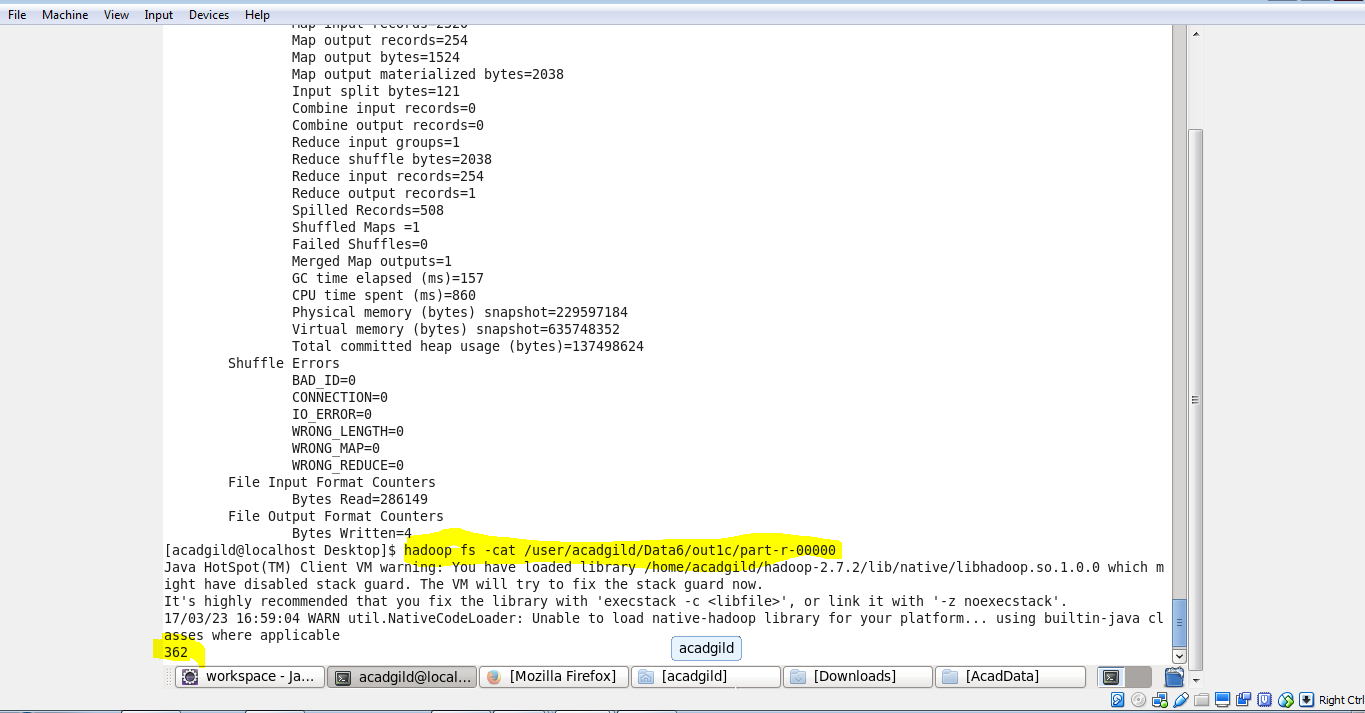 File Machine View Input Devices Help
Map input records=2320
Map output records=254
Map output bytes=1524
Map output materialized bytes=2038
Input split bytes=121
Combine input records=0
Combine output records=0
Reduce input groups=1
Reduce shuffle bytes=2038
Reduce input records=254
Reduce output records=1
Spilled Records=508
Shuffled Maps =1
Failed Shuffles=0
Merged Map outputs=1
GC time elapsed (ms)=157
CPU time spent (ms)=860
Physical memory (bytes) snapshot=229597184
Virtual memory (bytes) snapshot=635748352
Total committed heap usage (bytes)=137498624
Shuffle Errors
BAD_ID=0
CONNECTION=0
IO_ERROR=0
WRONG_LENGTH=0
WRONG_MAP=0
WRONG_REDUCE=0
File Input Format Counters
Bytes Read=286149
File Output Format Counters
Bytes Written=4
[acadgild@localhost Desktop]$ hadoop fs -cat /user/acadgild/Data6/out1c/part-r-00000
Java HotSpot(TM) Client VM warning: You have loaded library /home/acadgild/hadoop-2.7.2/lib/native/libhadoop.so.1.0.0 which m
ight have disabled stack guard. The VM will try to fix the stack guard now.
It's highly recommended that you fix the library with 'execstack -c <libfile>', or link it with '-z noexecstack'.
17/03/23 16:59:04 WARN util.NativeCodeLoader: Unable to load native-hadoop library for your platform... using builtin-java cl
asses where applicable
362
acadgild
workspace - Ja... acadgild@local... [Mozilla Firefox] [acadgild] [Downloads] [AcadData]
Right Ctrl